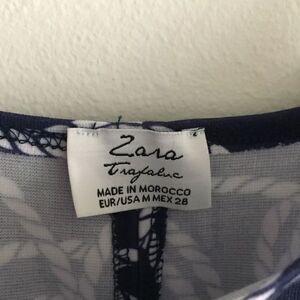 Zara
Trafaluc
MADE IN MOROCCO
EUR/USA M MEX 28